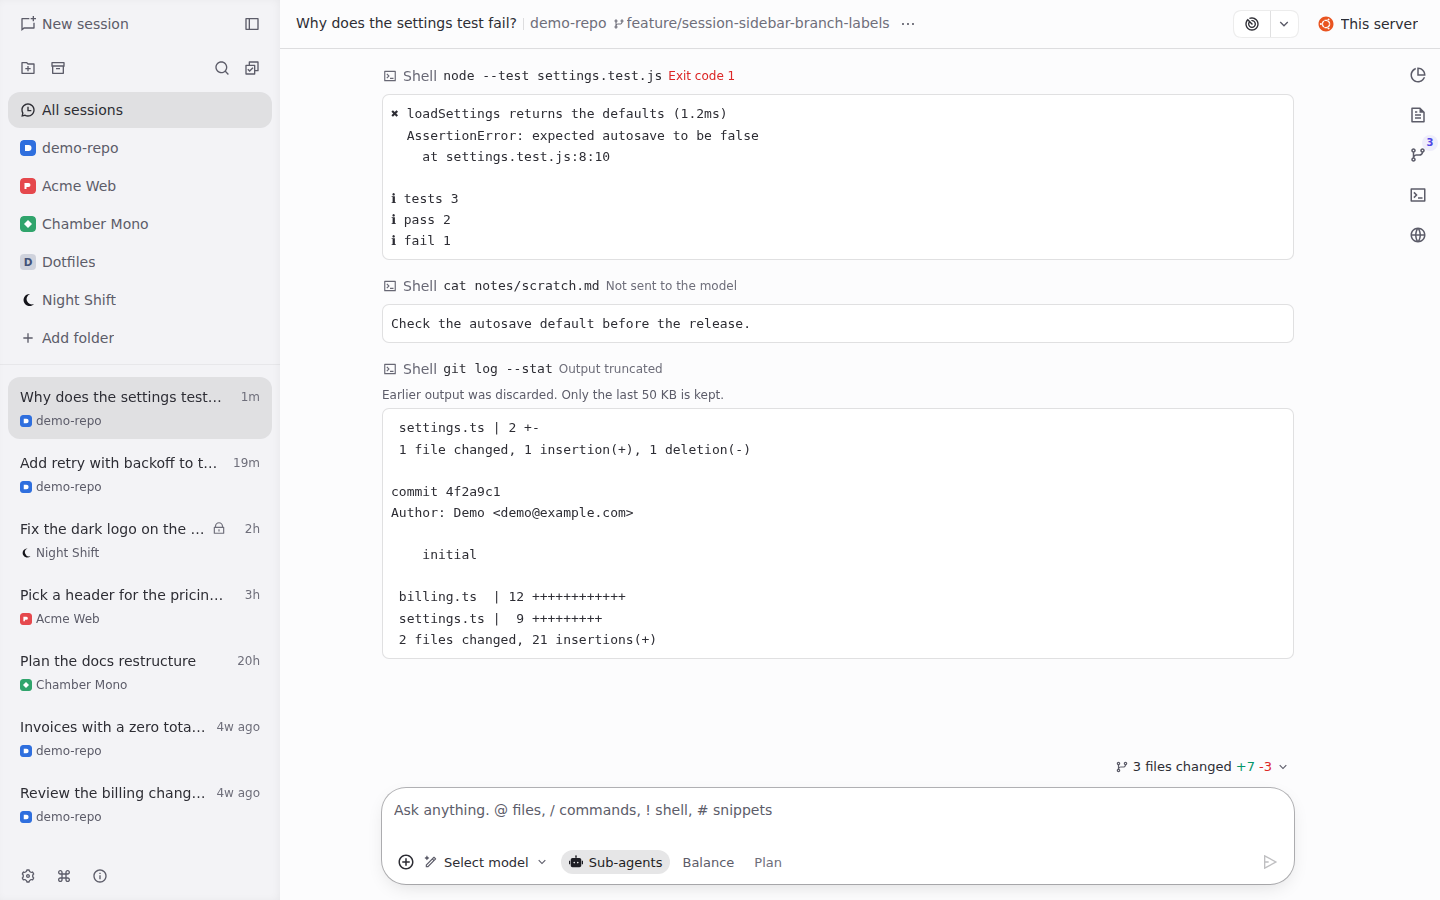 New session
All sessions
demo-repo
Acme Web
Chamber Mono
D Dotfiles
Night Shift
Add folder
Why does the settings test... 1m
demo-repo
Add retry with backoff to t... 19m
demo-repo
Fix the dark logo on the ... 2h
Night Shift
Pick a header for the pricin... 3h
Acme Web
Plan the docs restructure 20h
Chamber Mono
Invoices with a zero tota... 4w ago
demo-repo
Review the billing chang... 4w ago
demo-repo
Why does the settings test fail? demo-repo feature/session-sidebar-branch-labels ···
This server
3
Shell node --test settings.test.js Exit code 1
✖ loadSettings returns the defaults (1.2ms)
AssertionError: expected autosave to be false
at settings.test.js:8:10
ℹ tests 3
ℹ pass 2
ℹ fail 1
Shell cat notes/scratch.md Not sent to the model
Check the autosave default before the release.
Shell git log --stat Output truncated
Earlier output was discarded. Only the last 50 KB is kept.
settings.ts | 2 +-
1 file changed, 1 insertion(+), 1 deletion(-)
commit 4f2a9c1
Author: Demo <demo@example.com>
initial
billing.ts  | 12 ++++++++++++
settings.ts |  9 +++++++++
2 files changed, 21 insertions(+)
3 files changed +7 -3
Ask anything. @ files, / commands, ! shell, # snippets
Select model Sub-agents Balance Plan